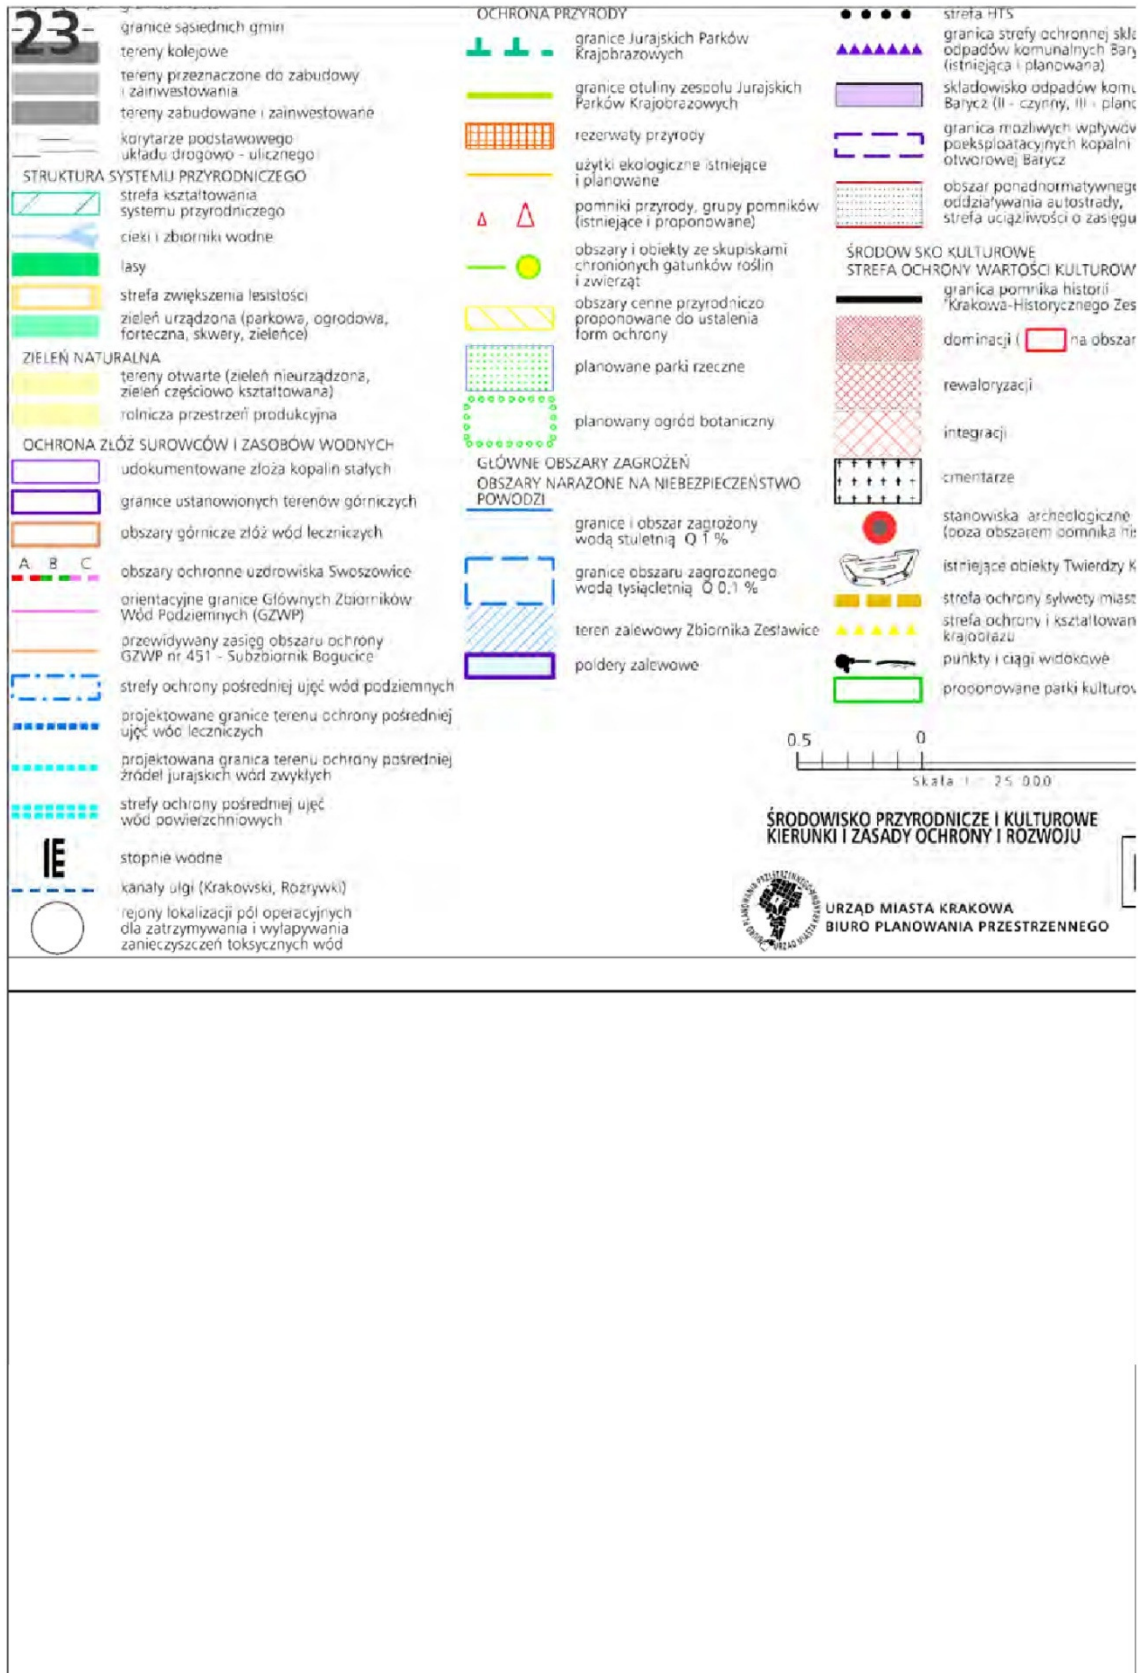 23
granice sąsiednich gmin
tereny kolejowe
tereny przeznaczone do zabudowy
i zainwestowania
tereny zabudowane i zainwestowane
korytarze podstawowego
układu drogowo - ulicznego
STRUKTURA SYSTEMU PRZYRODNICZEGO
strefa kształtowania
systemu przyrodniczego
cieki i zbiorniki wodne
lasy
strefa zwiększenia lesistości
zieleń urządzona (parkowa, ogrodowa,
forteczna, skwery, zieleńce)
ZIELEŃ NATURALNA
tereny otwarte (zieleń nieurządzona,
zieleń częściowo kształtowana)
rolnicza przestrzeń produkcyjna
OCHRONA ZŁÓŻ SUROWCÓW I ZASOBÓW WODNYCH
udokumentowane złoża kopalin stałych
granice ustanowionych terenów górniczych
obszary górnicze złóż wód leczniczych
A B C
obszary ochronne uzdrowiska Swoszowice
orientacyjne granice Głównych Zbiorników
Wód Podziemnych (GZWP)
przewidywany zasięg obszaru ochrony
GZWP nr 451 - Subzbiornik Bogucice
strefy ochrony pośredniej ujęć wód podziemnych
projektowane granice terenu ochrony pośredniej
ujęć wód leczniczych
projektowana granica terenu ochrony pośredniej
źródeł jurajskich wód zwykłych
strefy ochrony pośredniej ujęć
wód powierzchniowych
stopnie wodne
kanały ulgi (Krakowski, Rozrywki)
rejony lokalizacji pól operacyjnych
dla zatrzymywania i wyłapywania
zanieczyszczeń toksycznych wód
OCHRONA PRZYRODY
granice Jurajskich Parków
Krajobrazowych
granice otuliny zespołu Jurajskich
Parków Krajobrazowych
rezerwaty przyrody
użytki ekologiczne istniejące
i planowane
pomniki przyrody, grupy pomników
(istniejące i proponowane)
obszary i obiekty ze skupiskami
chronionych gatunków roślin
i zwierząt
obszary cenne przyrodniczo
proponowane do ustalenia
form ochrony
planowane parki rzeczne
planowany ogród botaniczny
GŁÓWNE OBSZARY ZAGROŻEŃ
OBSZARY NARAŻONE NA NIEBEZPIECZEŃSTWO
POWODZI
granice i obszar zagrożony
wodą stuletnią Q 1 %
granice obszaru zagrożonego
wodą tysiącletnią Q 0,1 %
teren zalewowy Zbiornika Zesławice
poldery zalewowe
strefa HTS
granica strefy ochronnej skła
odpadów komunalnych Bary
(istniejąca i planowana)
składowisko odpadów komu
Barycz (II - czynny, III - plano
granica możliwych wpływów
poeksploatacyjnych kopalni
otworowej Barycz
obszar ponadnormatywnego
oddziaływania autostrady,
strefa uciążliwości o zasięgu
ŚRODOWISKO KULTUROWE
STREFA OCHRONY WARTOŚCI KULTUROW
granica pomnika historii
"Krakowa-Historycznego Zes
dominacji ( na obszar
rewaloryzacji
integracji
cmentarze
stanowiska archeologiczne
(poza obszarem pomnika his
istniejące obiekty Twierdzy K
strefa ochrony sylwety miast
strefa ochrony i kształtowan
krajobrazu
punkty i ciągi widokowe
proponowane parki kulturow
0.5 0
Skala 1 : 25 000
ŚRODOWISKO PRZYRODNICZE I KULTUROWE
KIERUNKI I ZASADY OCHRONY I ROZWOJU
URZĄD MIASTA KRAKOWA
BIURO PLANOWANIA PRZESTRZENNEGO